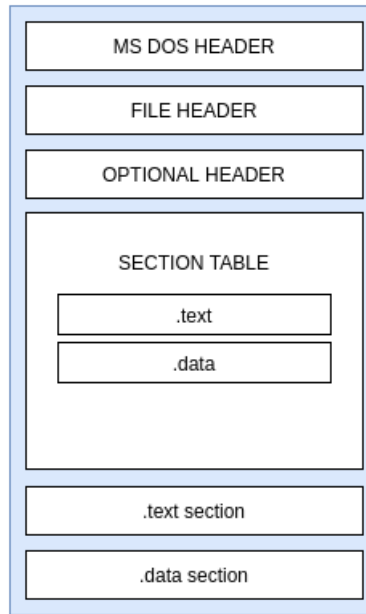 MS DOS HEADER
FILE HEADER
OPTIONAL HEADER
SECTION TABLE
.text
.data
.text section
.data section